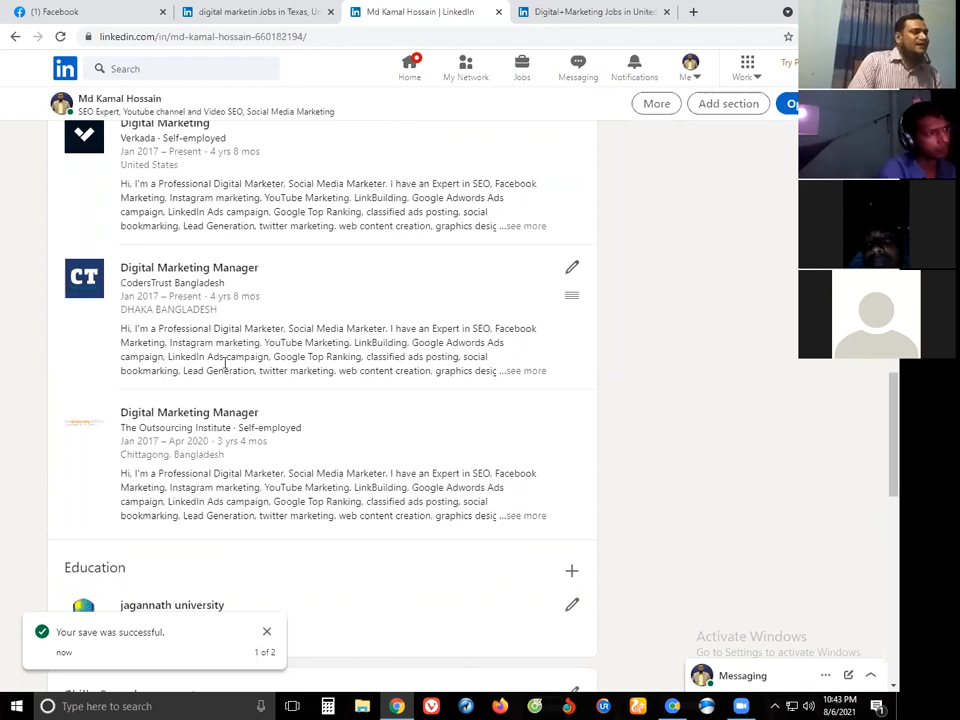 (1) Facebook
digital marketin Jobs in Texas, Un
Md Kamal Hossain | LinkedIn
Digital+Marketing Jobs in United
linkedin.com/in/md-kamal-hossain-660182194/
in
Search
Home
My Network
Jobs
Messaging
Notifications
Me
Work
Try P
Md Kamal Hossain
SEO Expert, Youtube channel and Video SEO, Social Media Marketing
More
Add section
Op
Digital Marketing
Verkada · Self-employed
Jan 2017 – Present · 4 yrs 8 mos
United States
Hi, I'm a Professional Digital Marketer, Social Media Marketer. I have an Expert in SEO, Facebook
Marketing, Instagram marketing, YouTube Marketing. LinkBuilding, Google Adwords Ads
campaign, LinkedIn Ads campaign, Google Top Ranking, classified ads posting, social
bookmarking, Lead Generation, twitter marketing. web content creation, graphics desig ...see more
CT
Digital Marketing Manager
CodersTrust Bangladesh
Jan 2017 – Present · 4 yrs 8 mos
DHAKA BANGLADESH
Hi, I'm a Professional Digital Marketer, Social Media Marketer. I have an Expert in SEO, Facebook
Marketing, Instagram marketing, YouTube Marketing. LinkBuilding, Google Adwords Ads
campaign, LinkedIn Ads campaign, Google Top Ranking, classified ads posting, social
bookmarking, Lead Generation, twitter marketing. web content creation, graphics desig ...see more
Digital Marketing Manager
The Outsourcing Institute · Self-employed
Jan 2017 – Apr 2020 · 3 yrs 4 mos
Chittagong, Bangladesh
Hi, I'm a Professional Digital Marketer, Social Media Marketer. I have an Expert in SEO, Facebook
Marketing, Instagram marketing, YouTube Marketing. LinkBuilding, Google Adwords Ads
campaign, LinkedIn Ads campaign, Google Top Ranking, classified ads posting, social
bookmarking, Lead Generation, twitter marketing. web content creation, graphics desig ...see more
Education
jagannath university
Your save was successful.
now
1 of 2
Activate Windows
Go to Settings to activate Windows.
Messaging
Type here to search
10:43 PM
8/6/2021